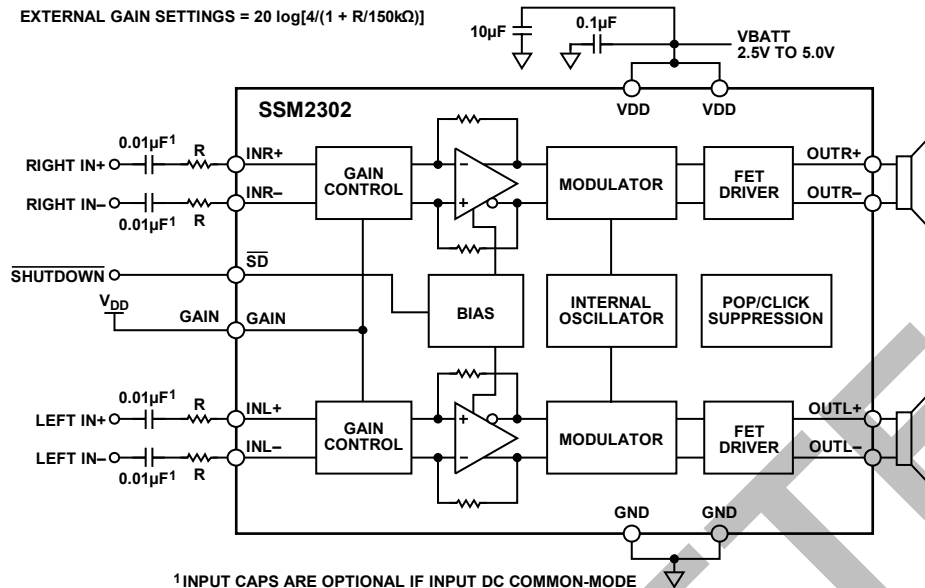 EXTERNAL GAIN SETTINGS = 20 log[4/(1 + R/150kΩ)]
10µF
0.1µF
VBATT
2.5V TO 5.0V
VDD
VDD
SSM2302
0.01µF¹
R
RIGHT IN+
INR+
RIGHT IN–
INR–
0.01µF¹
R
GAIN
CONTROL
MODULATOR
FET
DRIVER
OUTR+
OUTR–
SHUTDOWN
SD
VDD
GAIN
GAIN
BIAS
INTERNAL
OSCILLATOR
POP/CLICK
SUPPRESSION
0.01µF¹
R
LEFT IN+
INL+
LEFT IN–
INL–
0.01µF¹
R
GAIN
CONTROL
MODULATOR
FET
DRIVER
OUTL+
OUTL–
GND
GND
¹INPUT CAPS ARE OPTIONAL IF INPUT DC COMMON-MODE